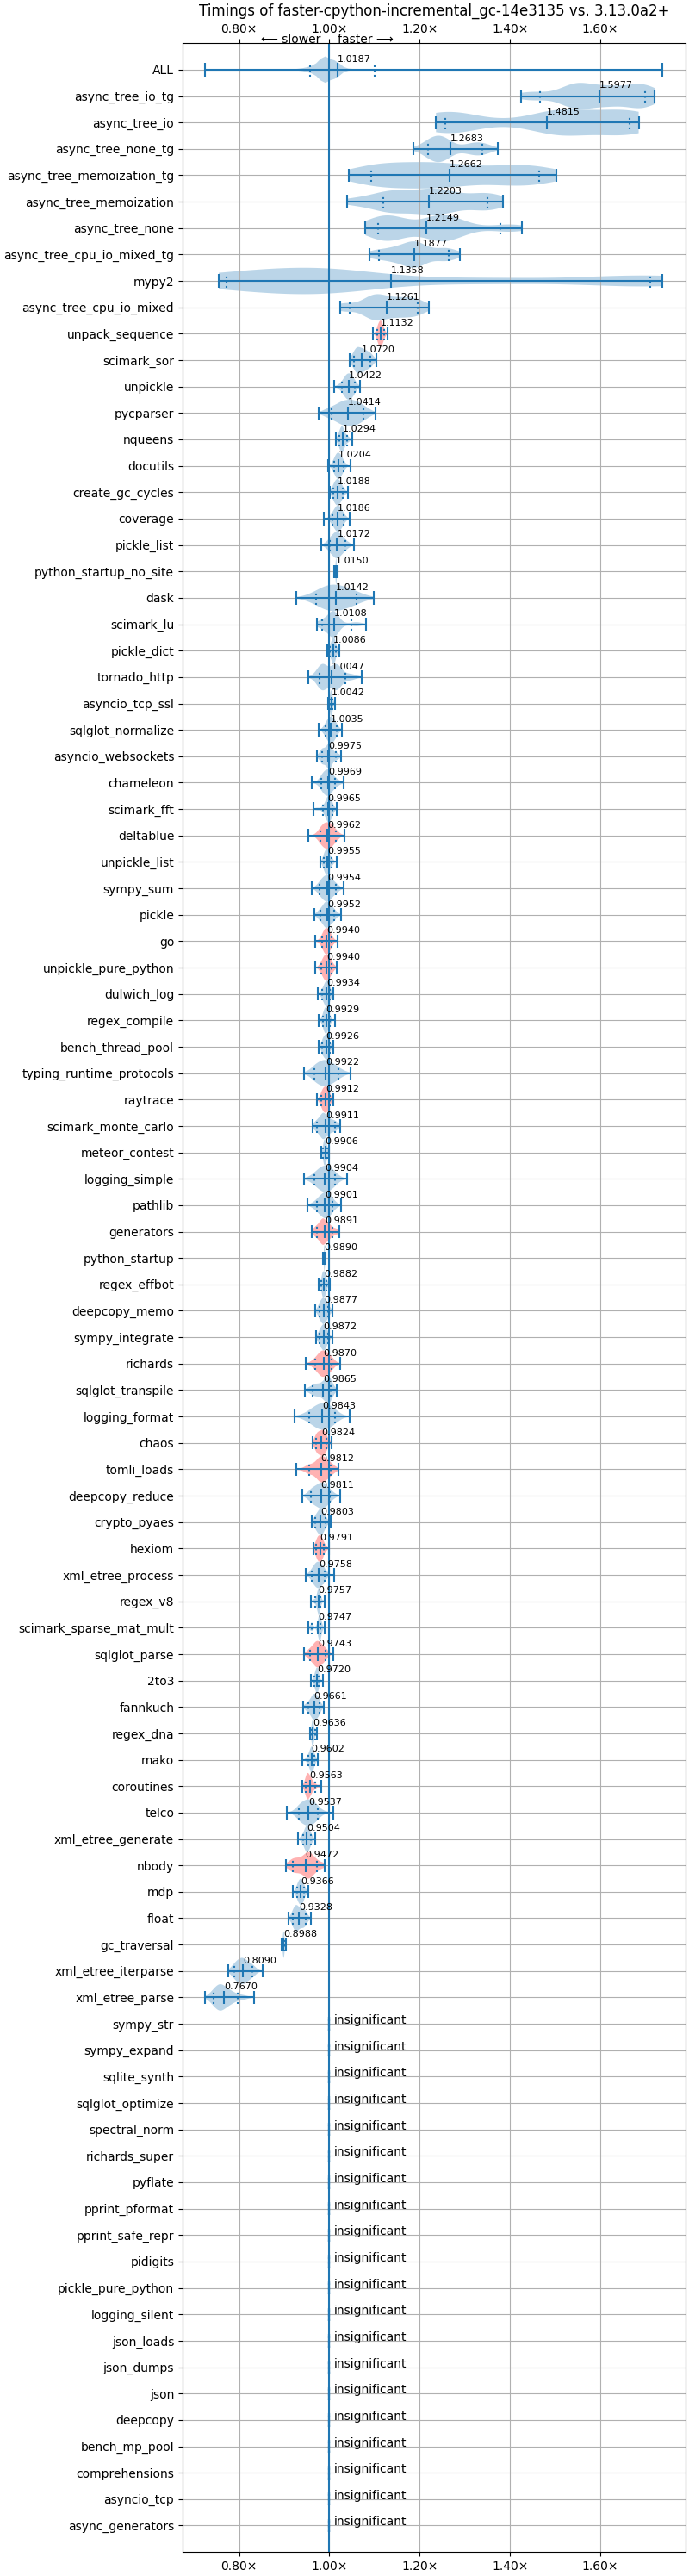 Timings of faster-cpython-incremental_gc-14e3135 vs. 3.13.0a2+
0.80× 1.00× 1.20× 1.40× 1.60×
⟵ slower faster ⟶
ALL 1.0187
async_tree_io_tg 1.5977
async_tree_io 1.4815
async_tree_none_tg 1.2683
async_tree_memoization_tg 1.2662
async_tree_memoization 1.2203
async_tree_none 1.2149
async_tree_cpu_io_mixed_tg 1.1877
mypy2 1.1358
async_tree_cpu_io_mixed 1.1261
unpack_sequence 1.1132
scimark_sor 1.0720
unpickle 1.0422
pycparser 1.0414
nqueens 1.0294
docutils 1.0204
create_gc_cycles 1.0188
coverage 1.0186
pickle_list 1.0172
python_startup_no_site 1.0150
dask 1.0142
scimark_lu 1.0108
pickle_dict 1.0086
tornado_http 1.0047
asyncio_tcp_ssl 1.0042
sqlglot_normalize 1.0035
asyncio_websockets 0.9975
chameleon 0.9969
scimark_fft 0.9965
deltablue 0.9962
unpickle_list 0.9955
sympy_sum 0.9954
pickle 0.9952
go 0.9940
unpickle_pure_python 0.9940
dulwich_log 0.9934
regex_compile 0.9929
bench_thread_pool 0.9926
typing_runtime_protocols 0.9922
raytrace 0.9912
scimark_monte_carlo 0.9911
meteor_contest 0.9906
logging_simple 0.9904
pathlib 0.9901
generators 0.9891
python_startup 0.9890
regex_effbot 0.9882
deepcopy_memo 0.9877
sympy_integrate 0.9872
richards 0.9870
sqlglot_transpile 0.9865
logging_format 0.9843
chaos 0.9824
tomli_loads 0.9812
deepcopy_reduce 0.9811
crypto_pyaes 0.9803
hexiom 0.9791
xml_etree_process 0.9758
regex_v8 0.9757
scimark_sparse_mat_mult 0.9747
sqlglot_parse 0.9743
2to3 0.9720
fannkuch 0.9661
regex_dna 0.9636
mako 0.9602
coroutines 0.9563
telco 0.9537
xml_etree_generate 0.9504
nbody 0.9472
mdp 0.9366
float 0.9328
gc_traversal 0.8988
xml_etree_iterparse 0.8090
xml_etree_parse 0.7670
sympy_str insignificant
sympy_expand insignificant
sqlite_synth insignificant
sqlglot_optimize insignificant
spectral_norm insignificant
richards_super insignificant
pyflate insignificant
pprint_pformat insignificant
pprint_safe_repr insignificant
pidigits insignificant
pickle_pure_python insignificant
logging_silent insignificant
json_loads insignificant
json_dumps insignificant
json insignificant
deepcopy insignificant
bench_mp_pool insignificant
comprehensions insignificant
asyncio_tcp insignificant
async_generators insignificant
0.80× 1.00× 1.20× 1.40× 1.60×